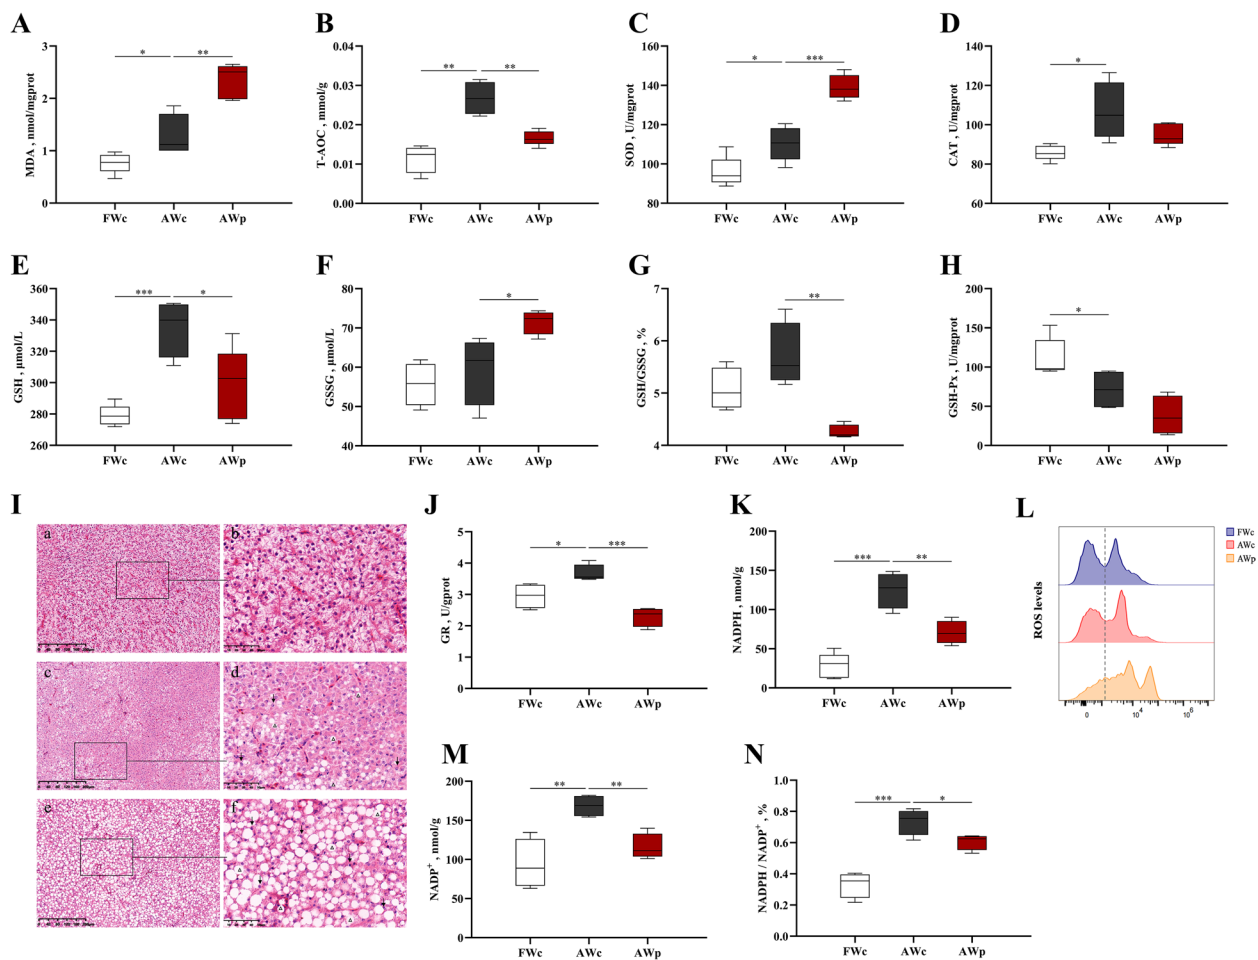 A
MDA , nmol/mgprot
3
2
1
0
* **
FWc AWc AWp
B
T-AOC , mmol/g
0.04
0.03
0.02
0.01
0.00
** **
FWc AWc AWp
C
SOD , U/mgprot
160
140
120
100
80
* ***
FWc AWc AWp
D
CAT , U/mgprot
140
120
100
80
60
*
FWc AWc AWp
E
GSH , μmol/L
360
340
320
300
280
260
*** *
FWc AWc AWp
F
GSSG , μmol/L
80
70
60
50
40
*
FWc AWc AWp
G
GSH/GSSG , %
7
6
5
4
**
FWc AWc AWp
H
GSH-Px , U/mgprot
200
150
100
50
0
*
FWc AWc AWp
I
a
b
c
d
e
f
J
GR , U/gprot
5
4
3
2
1
0
* ***
FWc AWc AWp
K
NADPH , nmol/g
200
150
100
50
0
*** **
FWc AWc AWp
L
ROS levels
0 10⁴ 10⁶
FWc
AWc
AWp
M
NADP⁺ , nmol/g
200
150
100
50
0
** **
FWc AWc AWp
N
NADPH / NADP⁺ , %
1.0
0.8
0.6
0.4
0.2
0.0
*** *
FWc AWc AWp